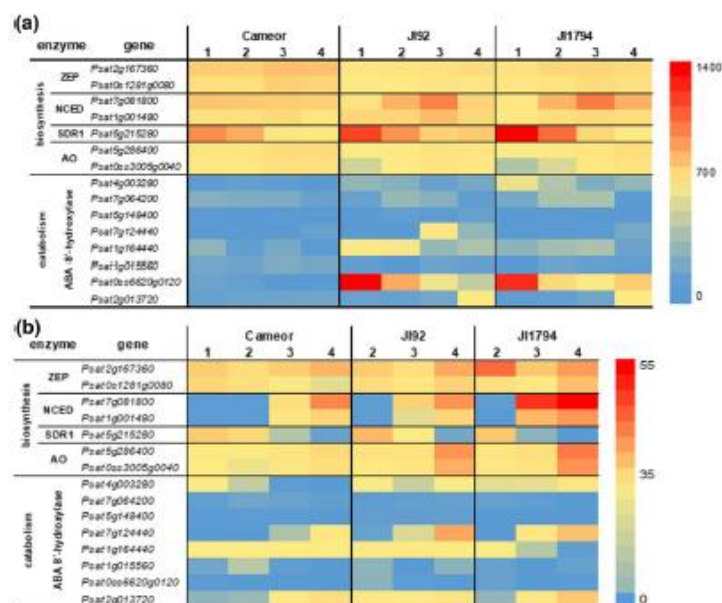 (a)
Cameor JI92 JI1794
enzyme gene 1 2 3 4 1 2 3 4 1 2 3 4
biosynthesis
ZEP Psat2g167360
Psat0s1281g0080
NCED Psat7g081800
Psat1g001480
SDR1 Psat5g215280
AO Psat5g286400
Psat0ss3005g0040
catabolism
ABA 8'-hydroxylase
Psat4g003280
Psat7g064200
Psat5g149400
Psat7g124440
Psat1g164440
Psat1g015560
Psat0ss6620g0120
Psat2g013720
1400
700
0
(b)
Cameor JI92 JI1794
enzyme gene 1 2 3 4 2 3 4 2 3 4
biosynthesis
ZEP Psat2g167360
Psat0s1281g0080
NCED Psat7g081800
Psat1g001480
SDR1 Psat5g215280
AO Psat5g286400
Psat0ss3005g0040
catabolism
ABA 8'-hydroxylase
Psat4g003280
Psat7g064200
Psat5g149400
Psat7g124440
Psat1g164440
Psat1g015560
Psat0ss6620g0120
Psat2g013720
55
35
0